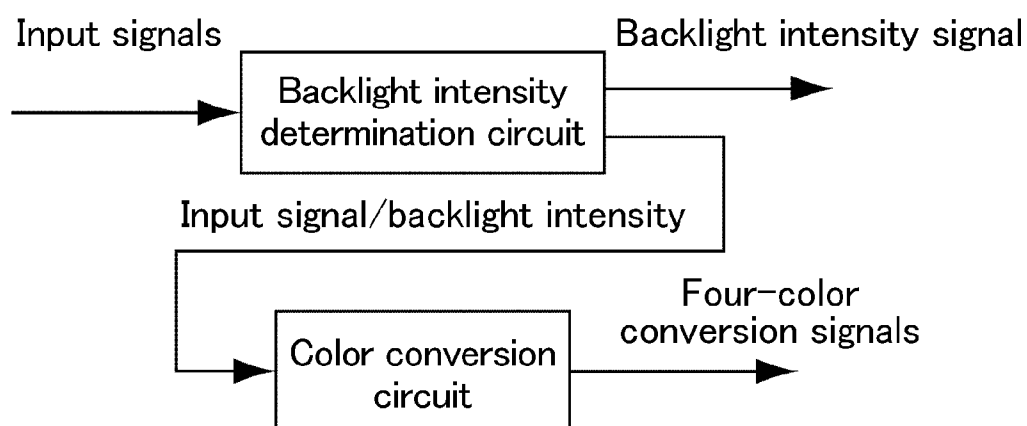 Input signals
Backlight intensity signal
Backlight intensity
determination circuit
Input signal/backlight intensity
Four-color
conversion signals
Color conversion
circuit